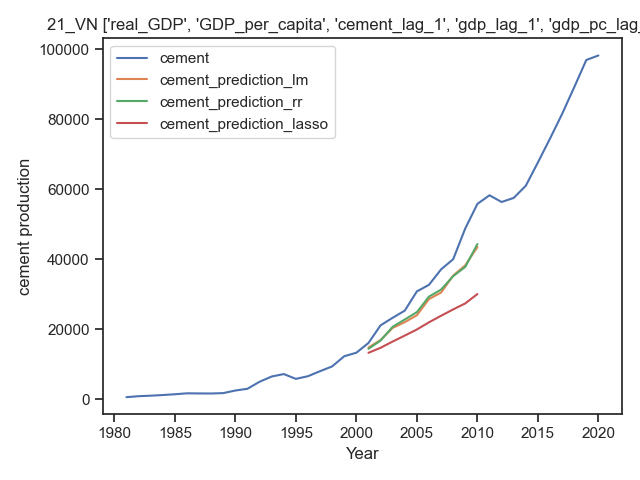 21_VN ['real_GDP', 'GDP_per_capita', 'cement_lag_1', 'gdp_lag_1', 'gdp_pc_lag_
100000
80000
60000
40000
20000
0
cement production
cement
cement_prediction_lm
cement_prediction_rr
cement_prediction_lasso
1980 1985 1990 1995 2000 2005 2010 2015 2020
Year